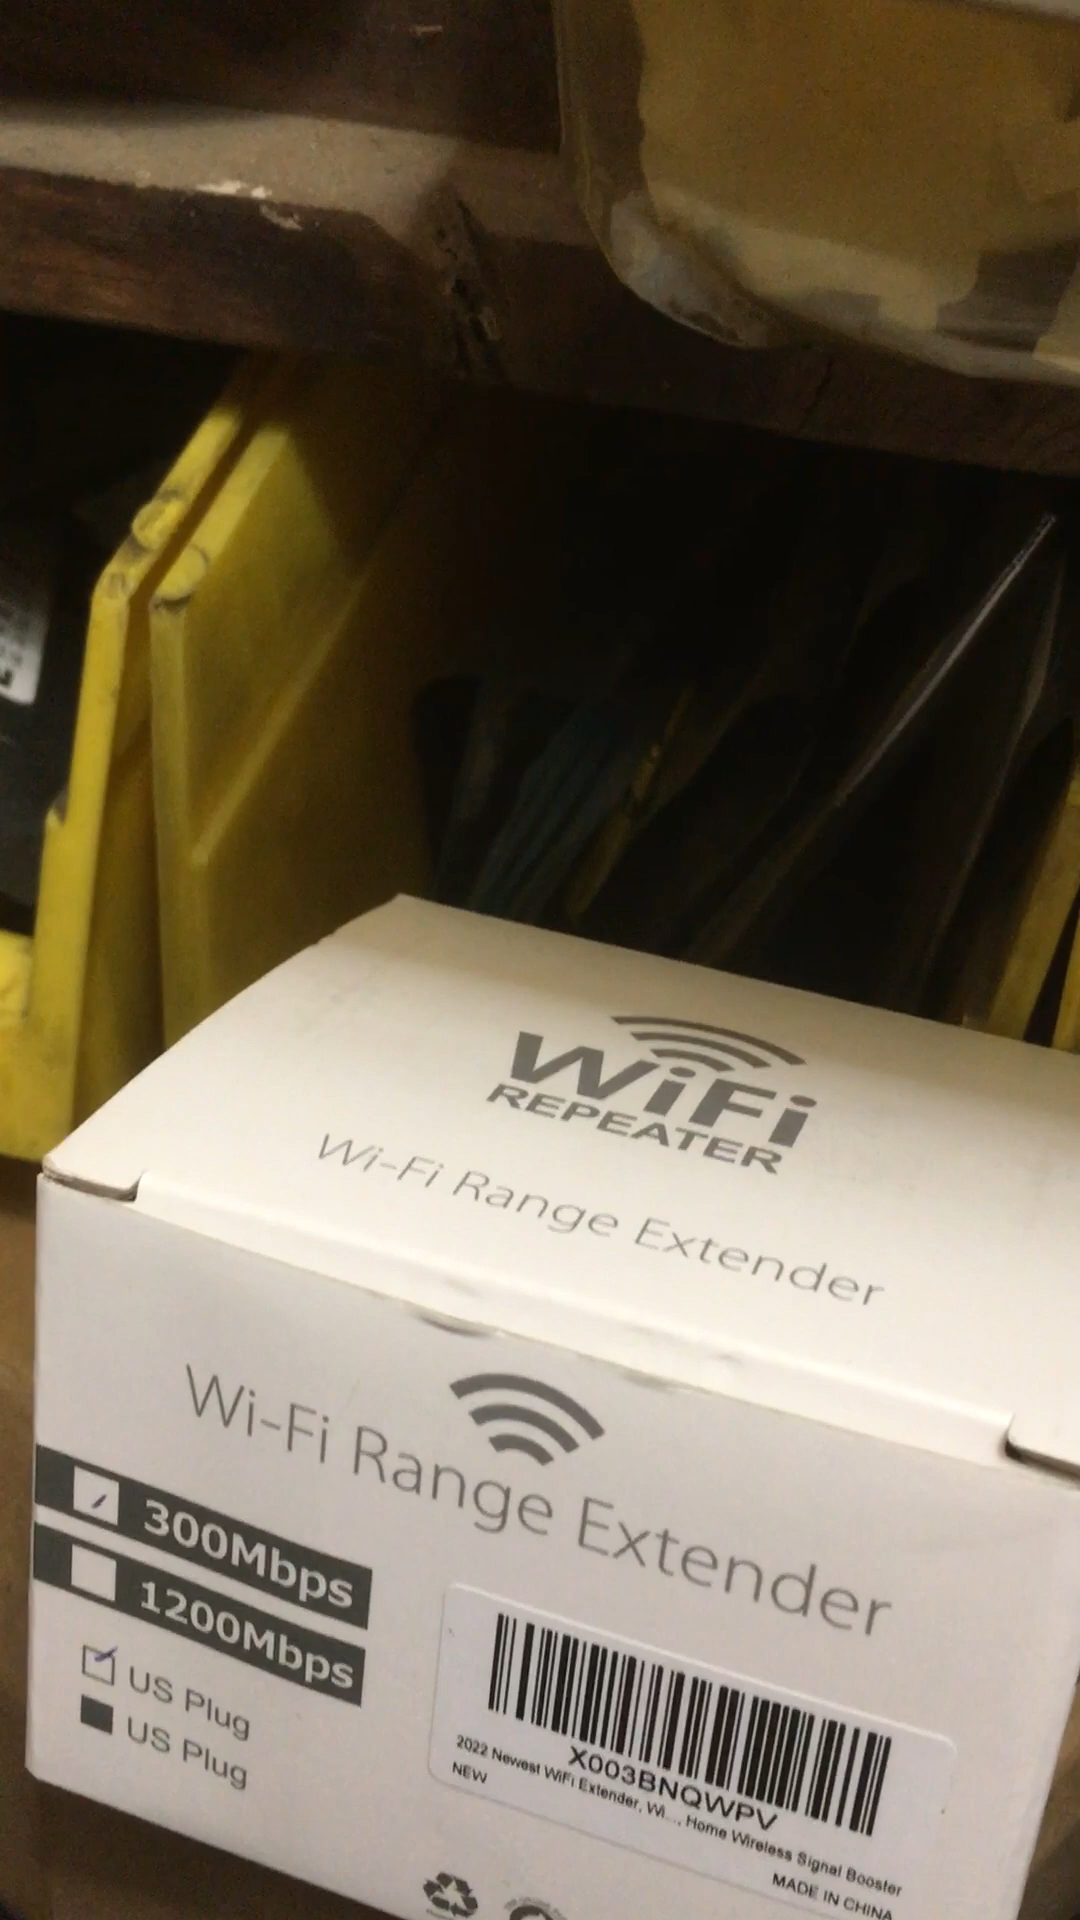 WiFi
REPEATER
Wi-Fi Range Extender
Wi-Fi Range Extender
300Mbps
1200Mbps
US Plug
US Plug
X003BNQWPV
2022 Newest WiFi Extender, Wi..., Home Wireless Signal Booster
NEW
MADE IN CHINA